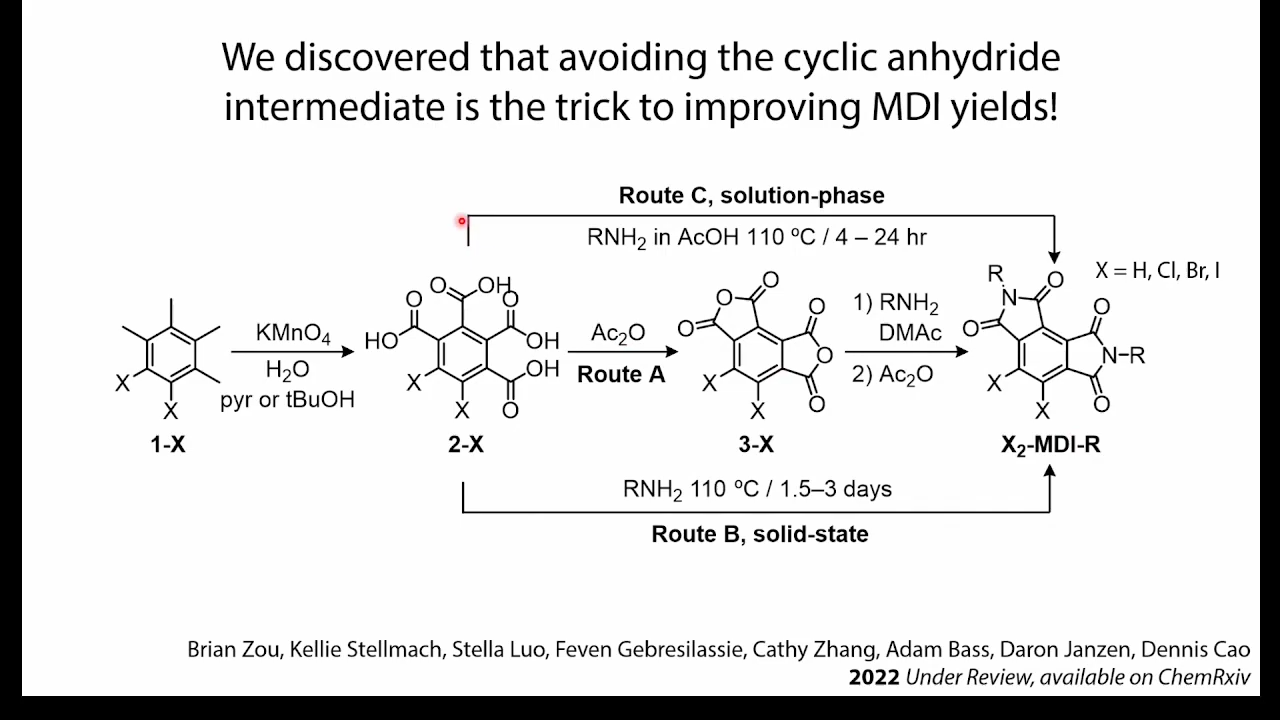 We discovered that avoiding the cyclic anhydride
intermediate is the trick to improving MDI yields!
Route C, solution-phase
RNH₂ in AcOH 110 ºC / 4 – 24 hr
X = H, Cl, Br, I
KMnO₄
H₂O
pyr or tBuOH
X
X
1-X
O
OH
O
O
HO
OH
OH
O
X
X
2-X
Ac₂O
Route A
O
O
O
O
O
O
X
X
3-X
1) RNH₂
DMAc
2) Ac₂O
R
N
O
O
O
N–R
O
X
X
X₂-MDI-R
RNH₂ 110 ºC / 1.5–3 days
Route B, solid-state
Brian Zou, Kellie Stellmach, Stella Luo, Feven Gebresilassie, Cathy Zhang, Adam Bass, Daron Janzen, Dennis Cao
2022 Under Review, available on ChemRxiv